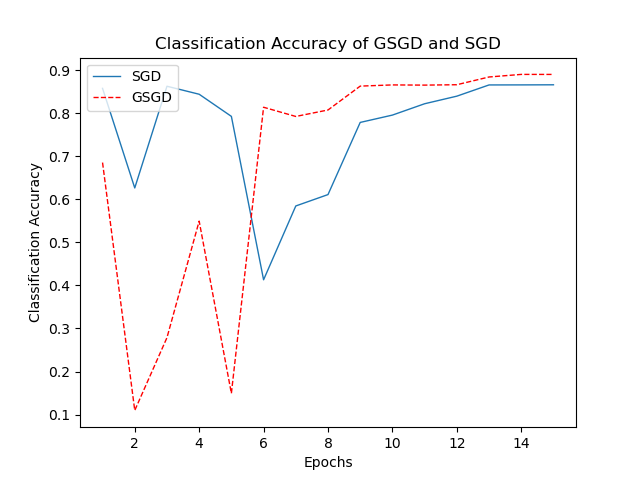 Classification Accuracy of GSGD and SGD
SGD
GSGD
0.9
0.8
0.7
0.6
0.5
0.4
0.3
0.2
0.1
Classification Accuracy
2 4 6 8 10 12 14
Epochs